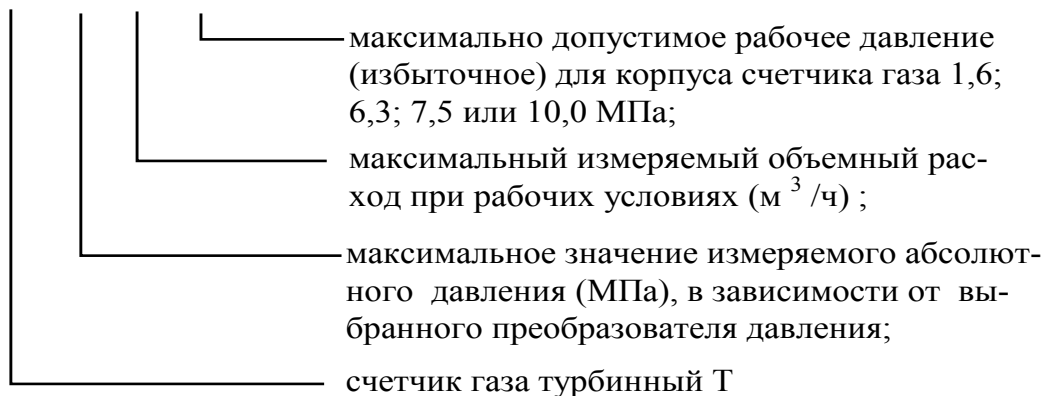 максимально допустимое рабочее давление
(избыточное) для корпуса счетчика газа 1,6;
6,3; 7,5 или 10,0 МПа;
максимальный измеряемый объемный рас-
ход при рабочих условиях (м ³ /ч) ;
максимальное значение измеряемого абсолют-
ного давления (МПа), в зависимости от вы-
бранного преобразователя давления;
счетчик газа турбинный Т